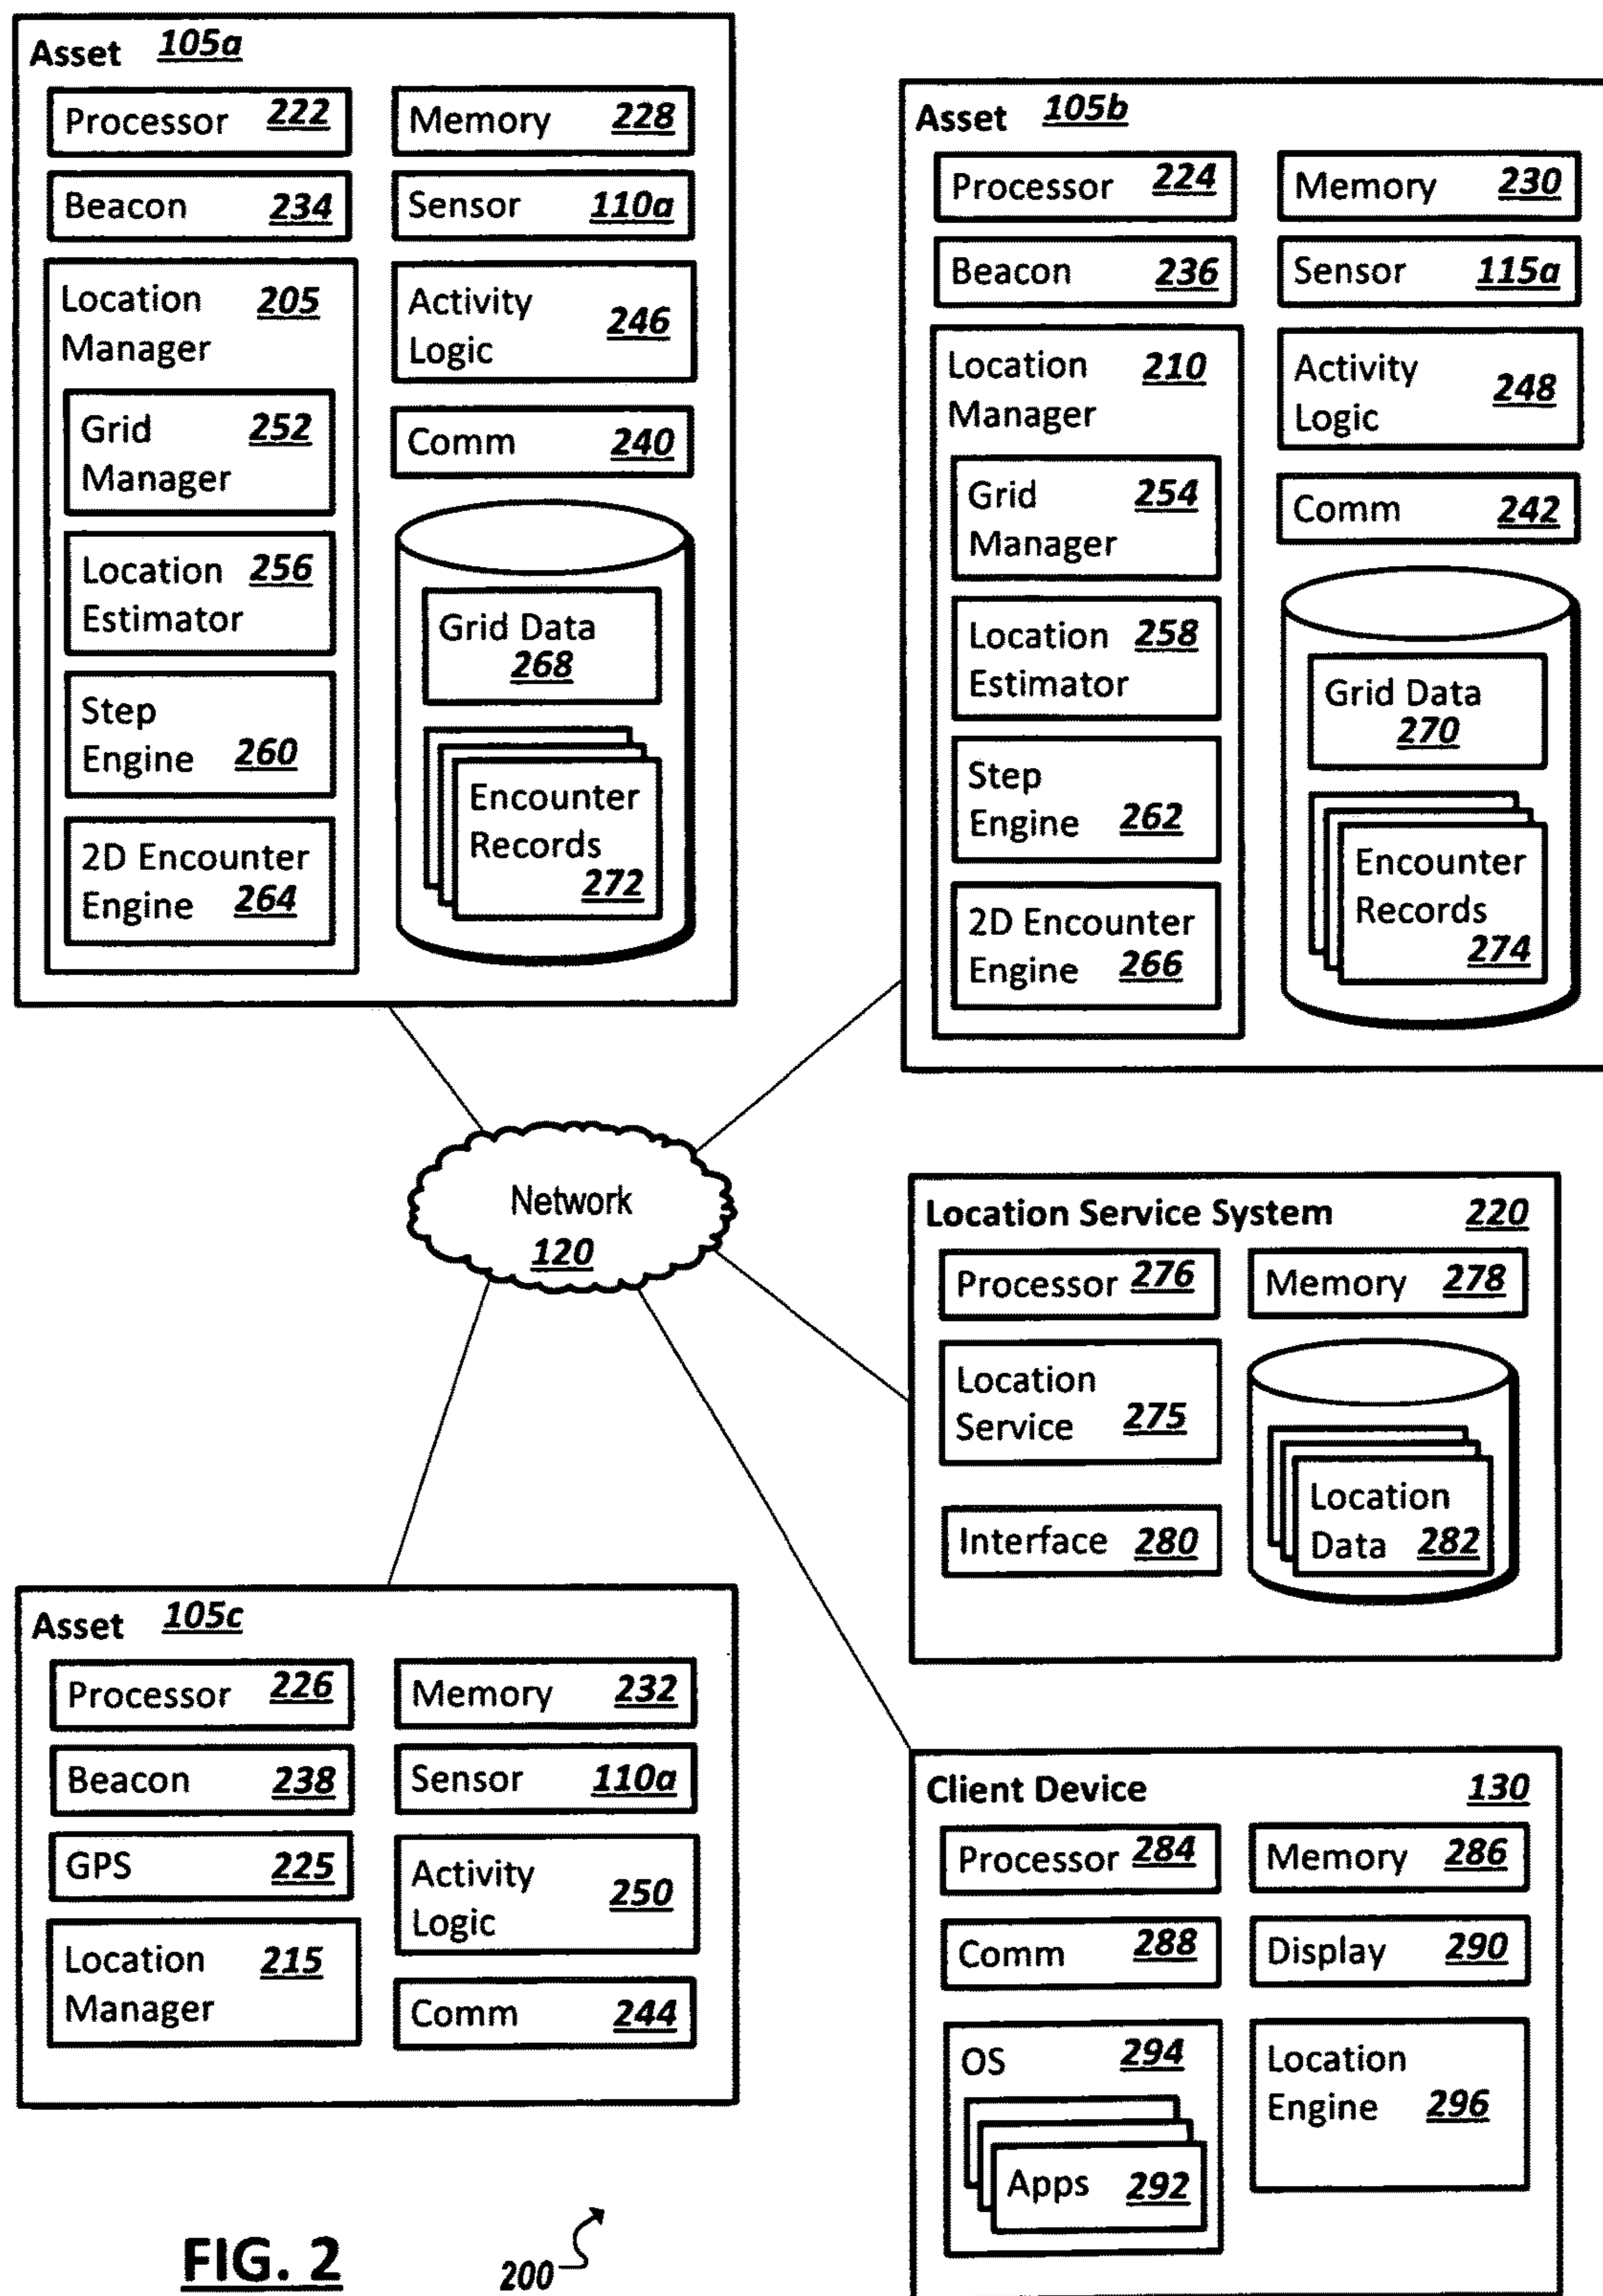 Asset 105a
Processor 222
Memory 228
Beacon 234
Sensor 110a
Location 205
Manager
Grid 252
Manager
Location 256
Estimator
Step
Engine 260
2D Encounter
Engine 264
Activity
Logic 246
Comm 240
Grid Data
268
Encounter
Records
272
Asset 105b
Processor 224
Memory 230
Beacon 236
Sensor 115a
Location 210
Manager
Grid 254
Manager
Location 258
Estimator
Step
Engine 262
2D Encounter
Engine 266
Activity
Logic 248
Comm 242
Grid Data
270
Encounter
Records
274
Network
120
Location Service System 220
Processor 276
Memory 278
Location
Service 275
Interface 280
Location
Data 282
Asset 105c
Processor 226
Memory 232
Beacon 238
Sensor 110a
GPS 225
Location 215
Manager
Activity
Logic 250
Comm 244
Client Device 130
Processor 284
Memory 286
Comm 288
Display 290
OS 294
Apps 292
Location
Engine 296
FIG. 2
200